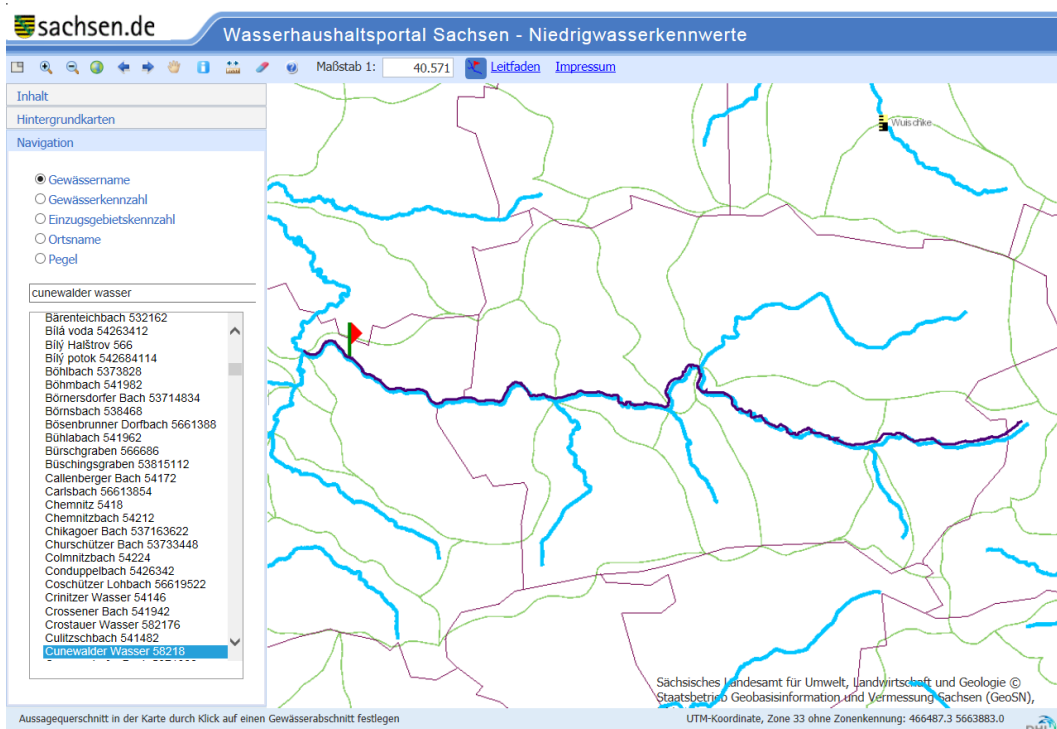 sachsen.de
Wasserhaushaltsportal Sachsen - Niedrigwasserkennwerte
Maßstab 1: 40.571 Leitfaden Impressum
Inhalt
Hintergrundkarten
Navigation
Gewässername
Gewässerkennzahl
Einzugsgebietskennzahl
Ortsname
Pegel
cunewalder wasser
Bärenteichbach 532162
Bílá voda 54263412
Bílý Halštrov 566
Bílý potok 542684114
Böhlbach 5373828
Böhmbach 541982
Börnersdorfer Bach 53714834
Börnsbach 538468
Bösenbrunner Dorfbach 5661388
Bühlabach 541962
Bürschgraben 566686
Büschingsgraben 53815112
Callenberger Bach 54172
Carlsbach 56613854
Chemnitz 5418
Chemnitzbach 54212
Chikagoer Bach 537163622
Churschützer Bach 53733448
Colmnitzbach 54224
Conduppelbach 5426342
Coschützer Lohbach 56619522
Crinitzer Wasser 54146
Crossener Bach 541942
Crostauer Wasser 582176
Culitzschbach 541482
Cunewalder Wasser 58218
Wuischke
Sächsisches Landesamt für Umwelt, Landwirtschaft und Geologie ©
Staatsbetrieb Geobasisinformation und Vermessung Sachsen (GeoSN),
Aussagequerschnitt in der Karte durch Klick auf einen Gewässerabschnitt festlegen
UTM-Koordinate, Zone 33 ohne Zonenkennung: 466487.3 5663883.0